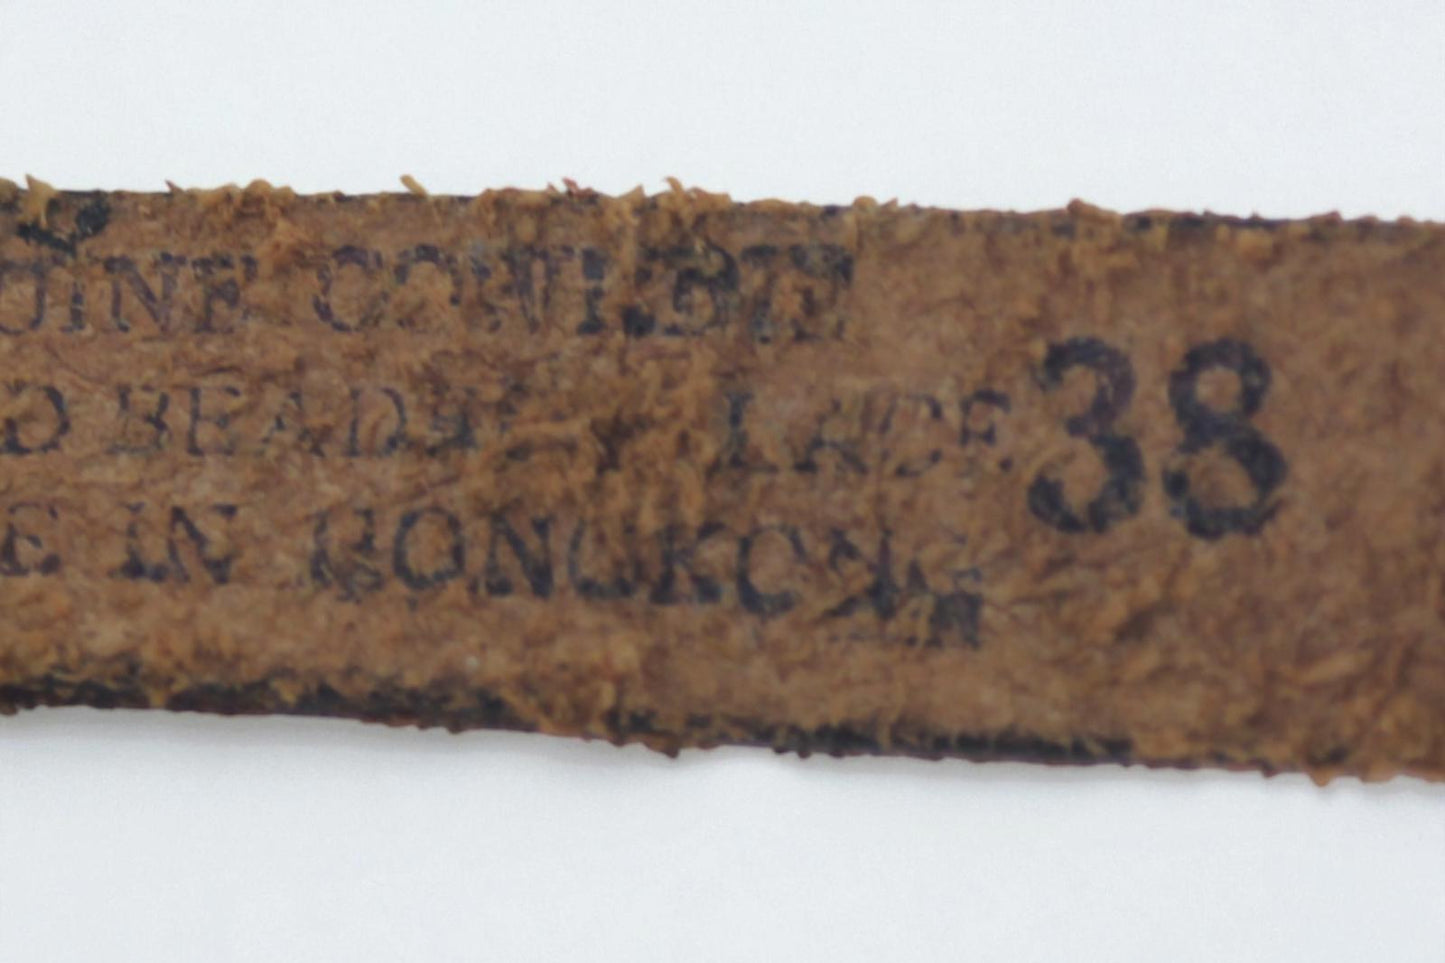 UINE COWHIDE
D BEADED LACE 38
E IN HONGKONG